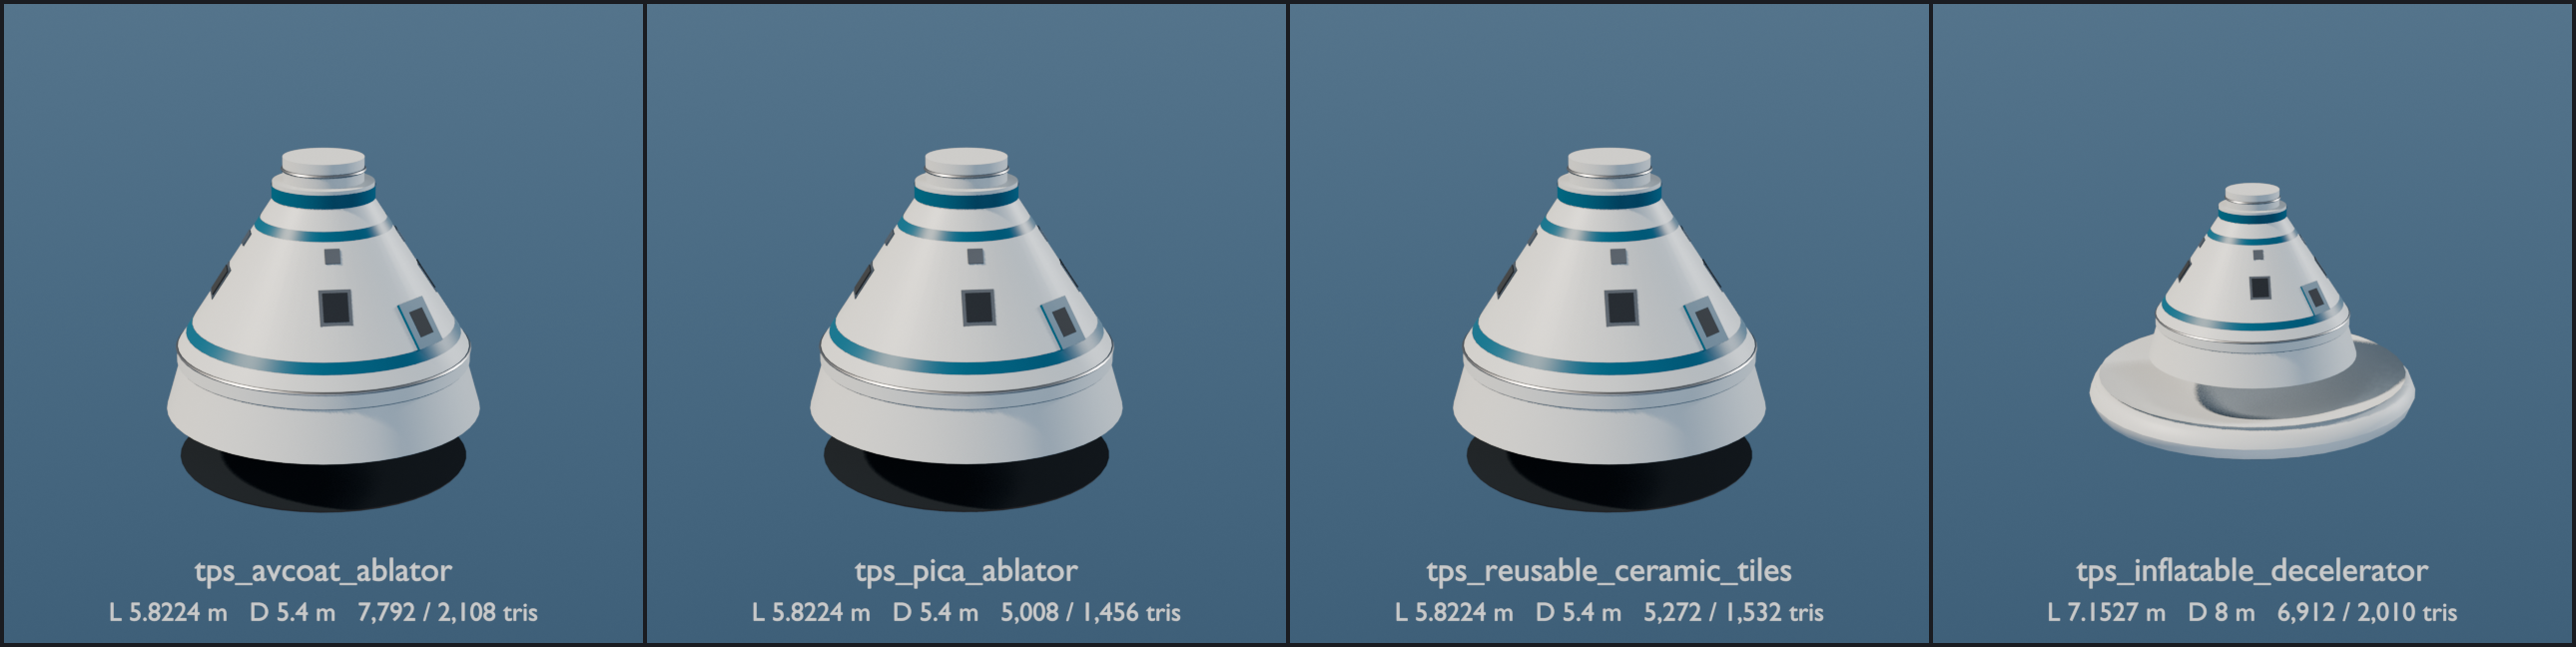 tps_avcoat_ablator
L 5.8224 m D 5.4 m 7,792 / 2,108 tris
tps_pica_ablator
L 5.8224 m D 5.4 m 5,008 / 1,456 tris
tps_reusable_ceramic_tiles
L 5.8224 m D 5.4 m 5,272 / 1,532 tris
tps_inflatable_decelerator
L 7.1527 m D 8 m 6,912 / 2,010 tris